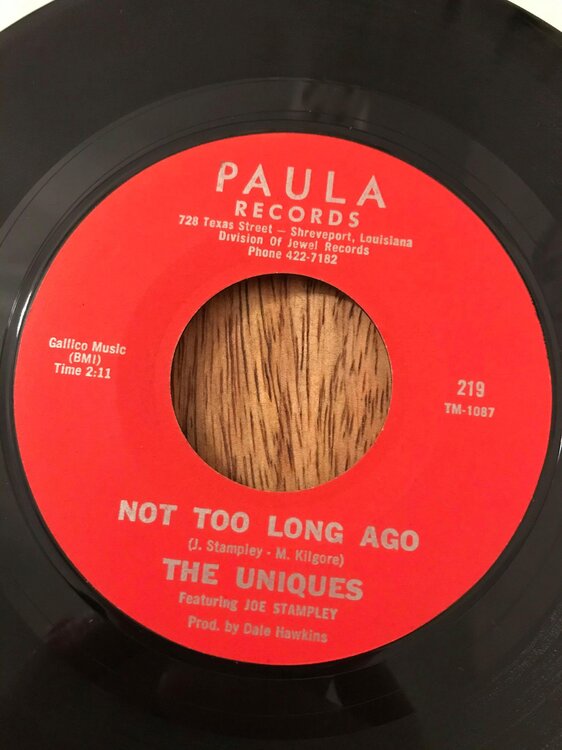 PAULA
RECORDS
728 Texas Street — Shreveport, Louisiana
Division Of Jewel Records
Phone 422-7182
Gallico Music
(BMI)
Time 2:11
219
TM-1087
NOT TOO LONG AGO
(J. Stampley - M. Kilgore)
THE UNIQUES
Featuring JOE STAMPLEY
Prod. by Dale Hawkins